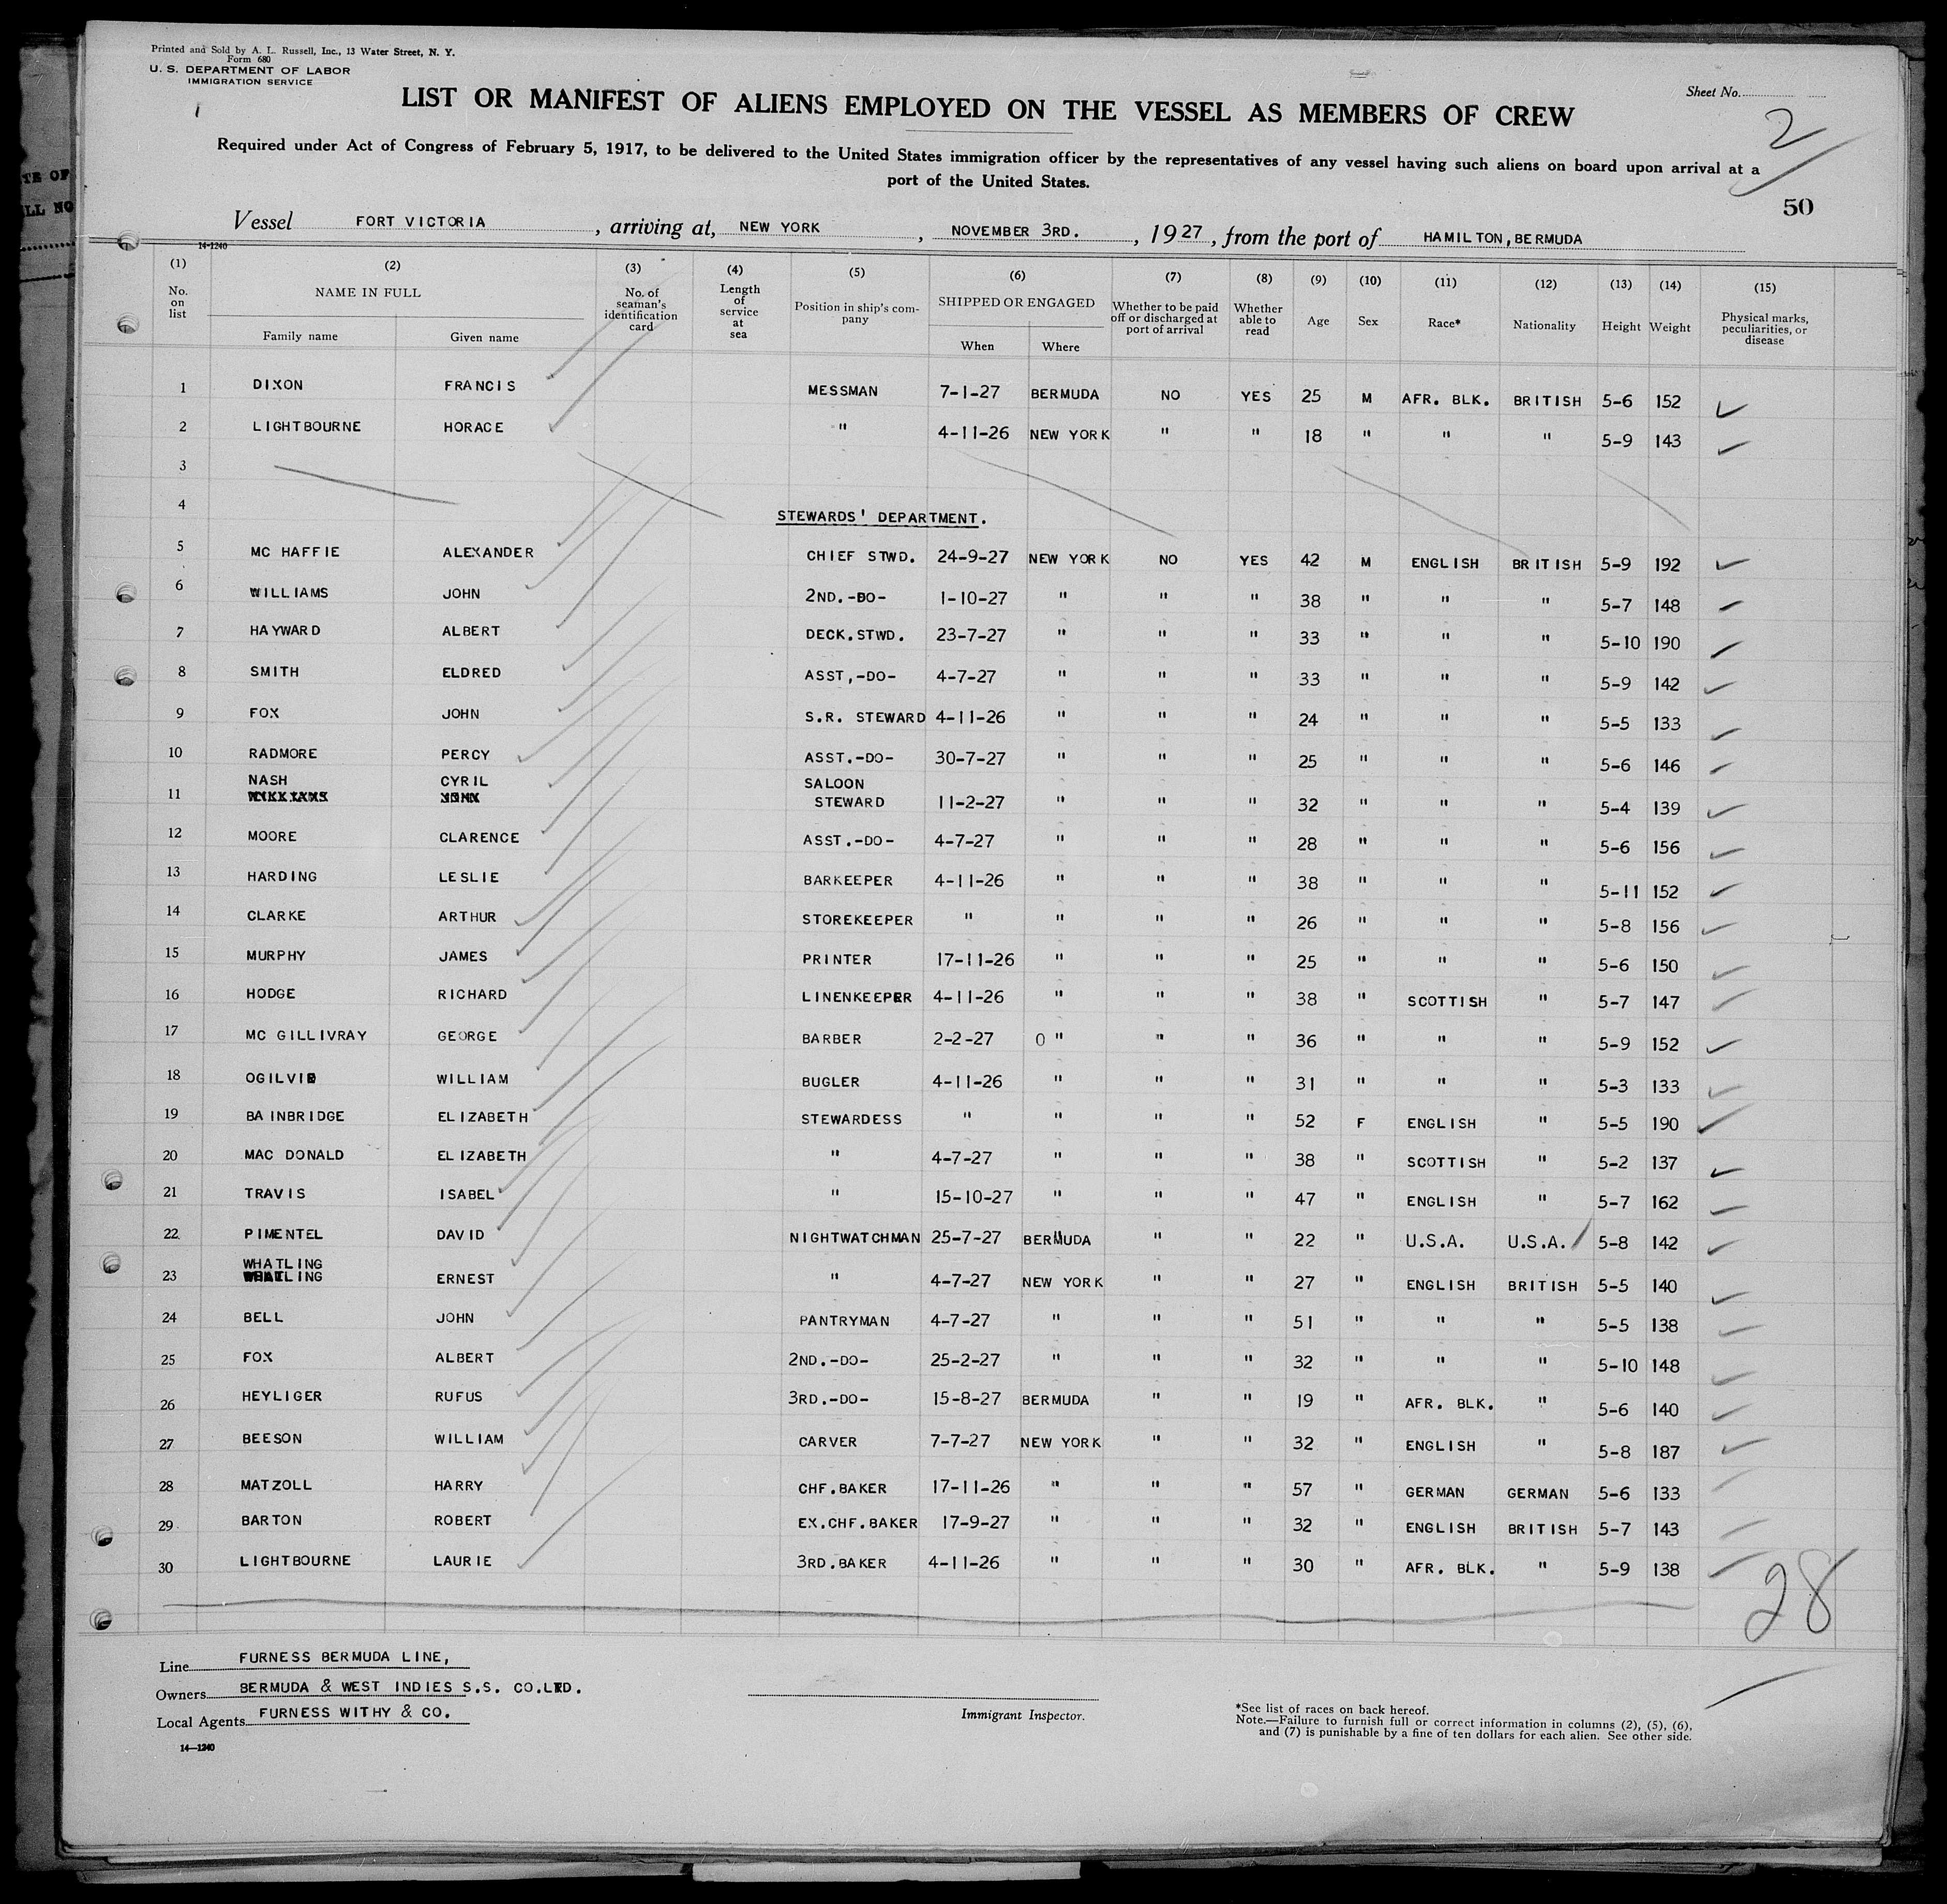 Printed and Sold by A. L. Russell, Inc., 13 Water Street, N. Y.
Form 680
U. S. DEPARTMENT OF LABOR
IMMIGRATION SERVICE
Sheet No.
2
LIST OR MANIFEST OF ALIENS EMPLOYED ON THE VESSEL AS MEMBERS OF CREW
Required under Act of Congress of February 5, 1917, to be delivered to the United States immigration officer by the representatives of any vessel having such aliens on board upon arrival at a
port of the United States.
50
Vessel FORT VICTORIA, arriving at, NEW YORK, NOVEMBER 3RD., 1927, from the port of HAMILTON, BERMUDA
14-1240
(1) No. on list (2) NAME IN FULL Family name Given name (3) No. of seaman's identification card (4) Length of service at sea (5) Position in ship's company (6) SHIPPED OR ENGAGED When Where (7) Whether to be paid off or discharged at port of arrival (8) Whether able to read (9) Age (10) Sex (11) Race* (12) Nationality (13) Height (14) Weight (15) Physical marks, peculiarities, or disease
1 DIXON FRANCIS MESSMAN 7-1-27 BERMUDA NO YES 25 M AFR. BLK. BRITISH 5-6 152
2 LIGHTBOURNE HORACE " 4-11-26 NEW YORK " " 18 " " " 5-9 143
3
4 STEWARDS' DEPARTMENT.
5 MC HAFFIE ALEXANDER CHIEF STWD. 24-9-27 NEW YORK NO YES 42 M ENGLISH BRITISH 5-9 192
6 WILLIAMS JOHN 2ND.-DO- 1-10-27 " " " 38 " " " 5-7 148
7 HAYWARD ALBERT DECK.STWD. 23-7-27 " " " 33 " " " 5-10 190
8 SMITH ELDRED ASST,-DO- 4-7-27 " " " 33 " " " 5-9 142
9 FOX JOHN S.R. STEWARD 4-11-26 " " " 24 " " " 5-5 133
10 RADMORE PERCY ASST.-DO- 30-7-27 " " " 25 " " " 5-6 146
NASH CYRIL SALOON
11 STEWARD 11-2-27 " " " 32 " " " 5-4 139
12 MOORE CLARENCE ASST.-DO- 4-7-27 " " " 28 " " " 5-6 156
13 HARDING LESLIE BARKEEPER 4-11-26 " " " 38 " " " 5-11 152
14 CLARKE ARTHUR STOREKEEPER " " " " 26 " " " 5-8 156
15 MURPHY JAMES PRINTER 17-11-26 " " " 25 " " " 5-6 150
16 HODGE RICHARD LINENKEEPER 4-11-26 " " " 38 " SCOTTISH " 5-7 147
17 MC GILLIVRAY GEORGE BARBER 2-2-27 0 " " " 36 " " " 5-9 152
18 OGILVIE WILLIAM BUGLER 4-11-26 " " " 31 " " " 5-3 133
19 BAINBRIDGE ELIZABETH STEWARDESS " " " " 52 F ENGLISH " 5-5 190
20 MAC DONALD ELIZABETH " 4-7-27 " " " 38 " SCOTTISH " 5-2 137
21 TRAVIS ISABEL " 15-10-27 " " " 47 " ENGLISH " 5-7 162
22 PIMENTEL DAVID NIGHTWATCHMAN 25-7-27 BERMUDA " " 22 " U.S.A. U.S.A. 5-8 142
WHATLING
23 ERNEST " 4-7-27 NEW YORK " " 27 " ENGLISH BRITISH 5-5 140
24 BELL JOHN PANTRYMAN 4-7-27 " " " 51 " " " 5-5 138
25 FOX ALBERT 2ND.-DO- 25-2-27 " " " 32 " " " 5-10 148
26 HEYLIGER RUFUS 3RD.-DO- 15-8-27 BERMUDA " " 19 " AFR. BLK. " 5-6 140
27 BEESON WILLIAM CARVER 7-7-27 NEW YORK " " 32 " ENGLISH " 5-8 187
28 MATZOLL HARRY CHF.BAKER 17-11-26 " " " 57 " GERMAN GERMAN 5-6 133
29 BARTON ROBERT EX.CHF.BAKER 17-9-27 " " " 32 " ENGLISH BRITISH 5-7 143
30 LIGHTBOURNE LAURIE 3RD.BAKER 4-11-26 " " " 30 " AFR. BLK. " 5-9 138
28
Line FURNESS BERMUDA LINE,
Owners BERMUDA & WEST INDIES S.S. CO.LTD.
Local Agents FURNESS WITHY & CO.
14—1240
Immigrant Inspector.
*See list of races on back hereof.
Note.—Failure to furnish full or correct information in columns (2), (5), (6),
and (7) is punishable by a fine of ten dollars for each alien. See other side.